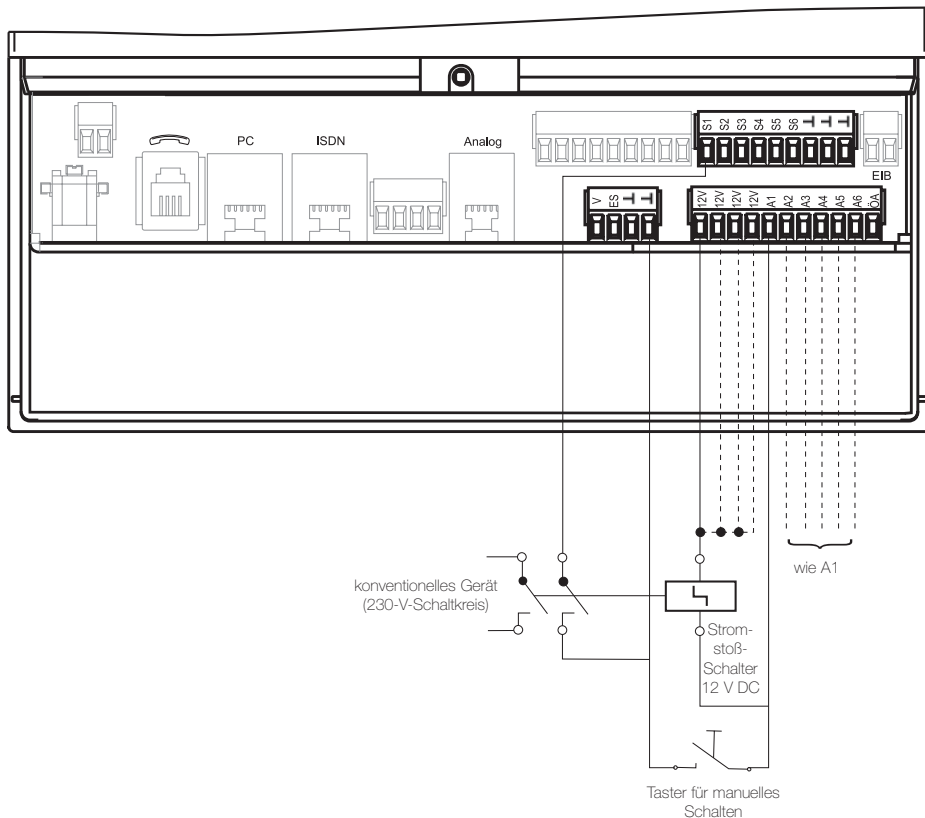 PC
ISDN
Analog
S1
S2
S3
S4
S5
S6
EIB
V
ES
12V
12V
12V
12V
A1
A2
A3
A4
A5
A6
ÖA
wie A1
konventionelles Gerät
(230-V-Schaltkreis)
Strom-
stoß-
Schalter
12 V DC
Taster für manuelles
Schalten